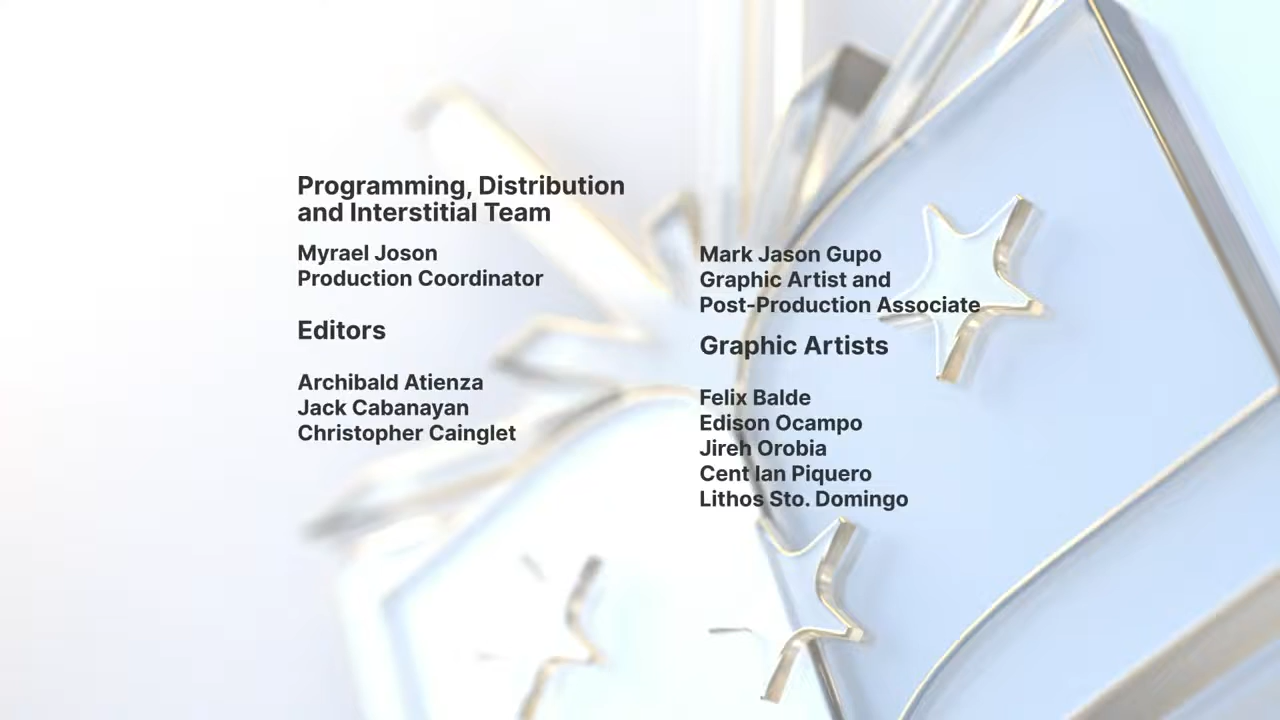 Programming, Distribution
and Interstitial Team
Myrael Joson
Production Coordinator
Editors
Archibald Atienza
Jack Cabanayan
Christopher Cainglet
Mark Jason Gupo
Graphic Artist and
Post-Production Associate
Graphic Artists
Felix Balde
Edison Ocampo
Jireh Orobia
Cent Ian Piquero
Lithos Sto. Domingo